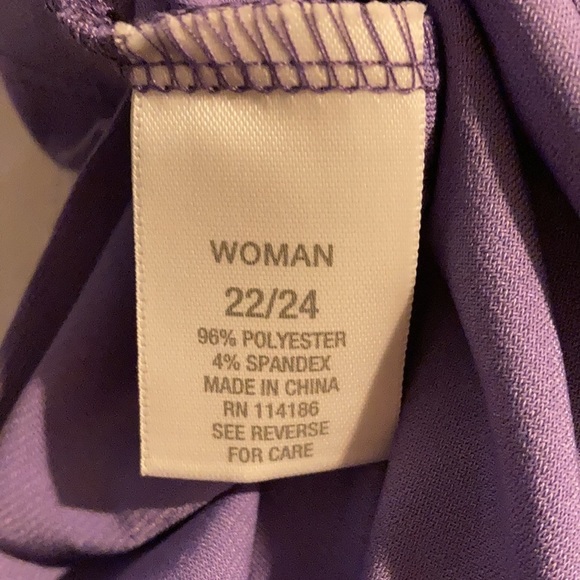 WOMAN
22/24
96% POLYESTER
4% SPANDEX
MADE IN CHINA
RN 114186
SEE REVERSE
FOR CARE